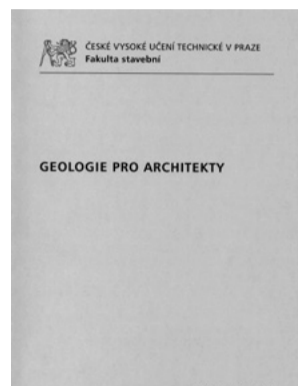 ČESKÉ VYSOKÉ UČENÍ TECHNICKÉ V PRAZE
Fakulta stavební
GEOLOGIE PRO ARCHITEKTY